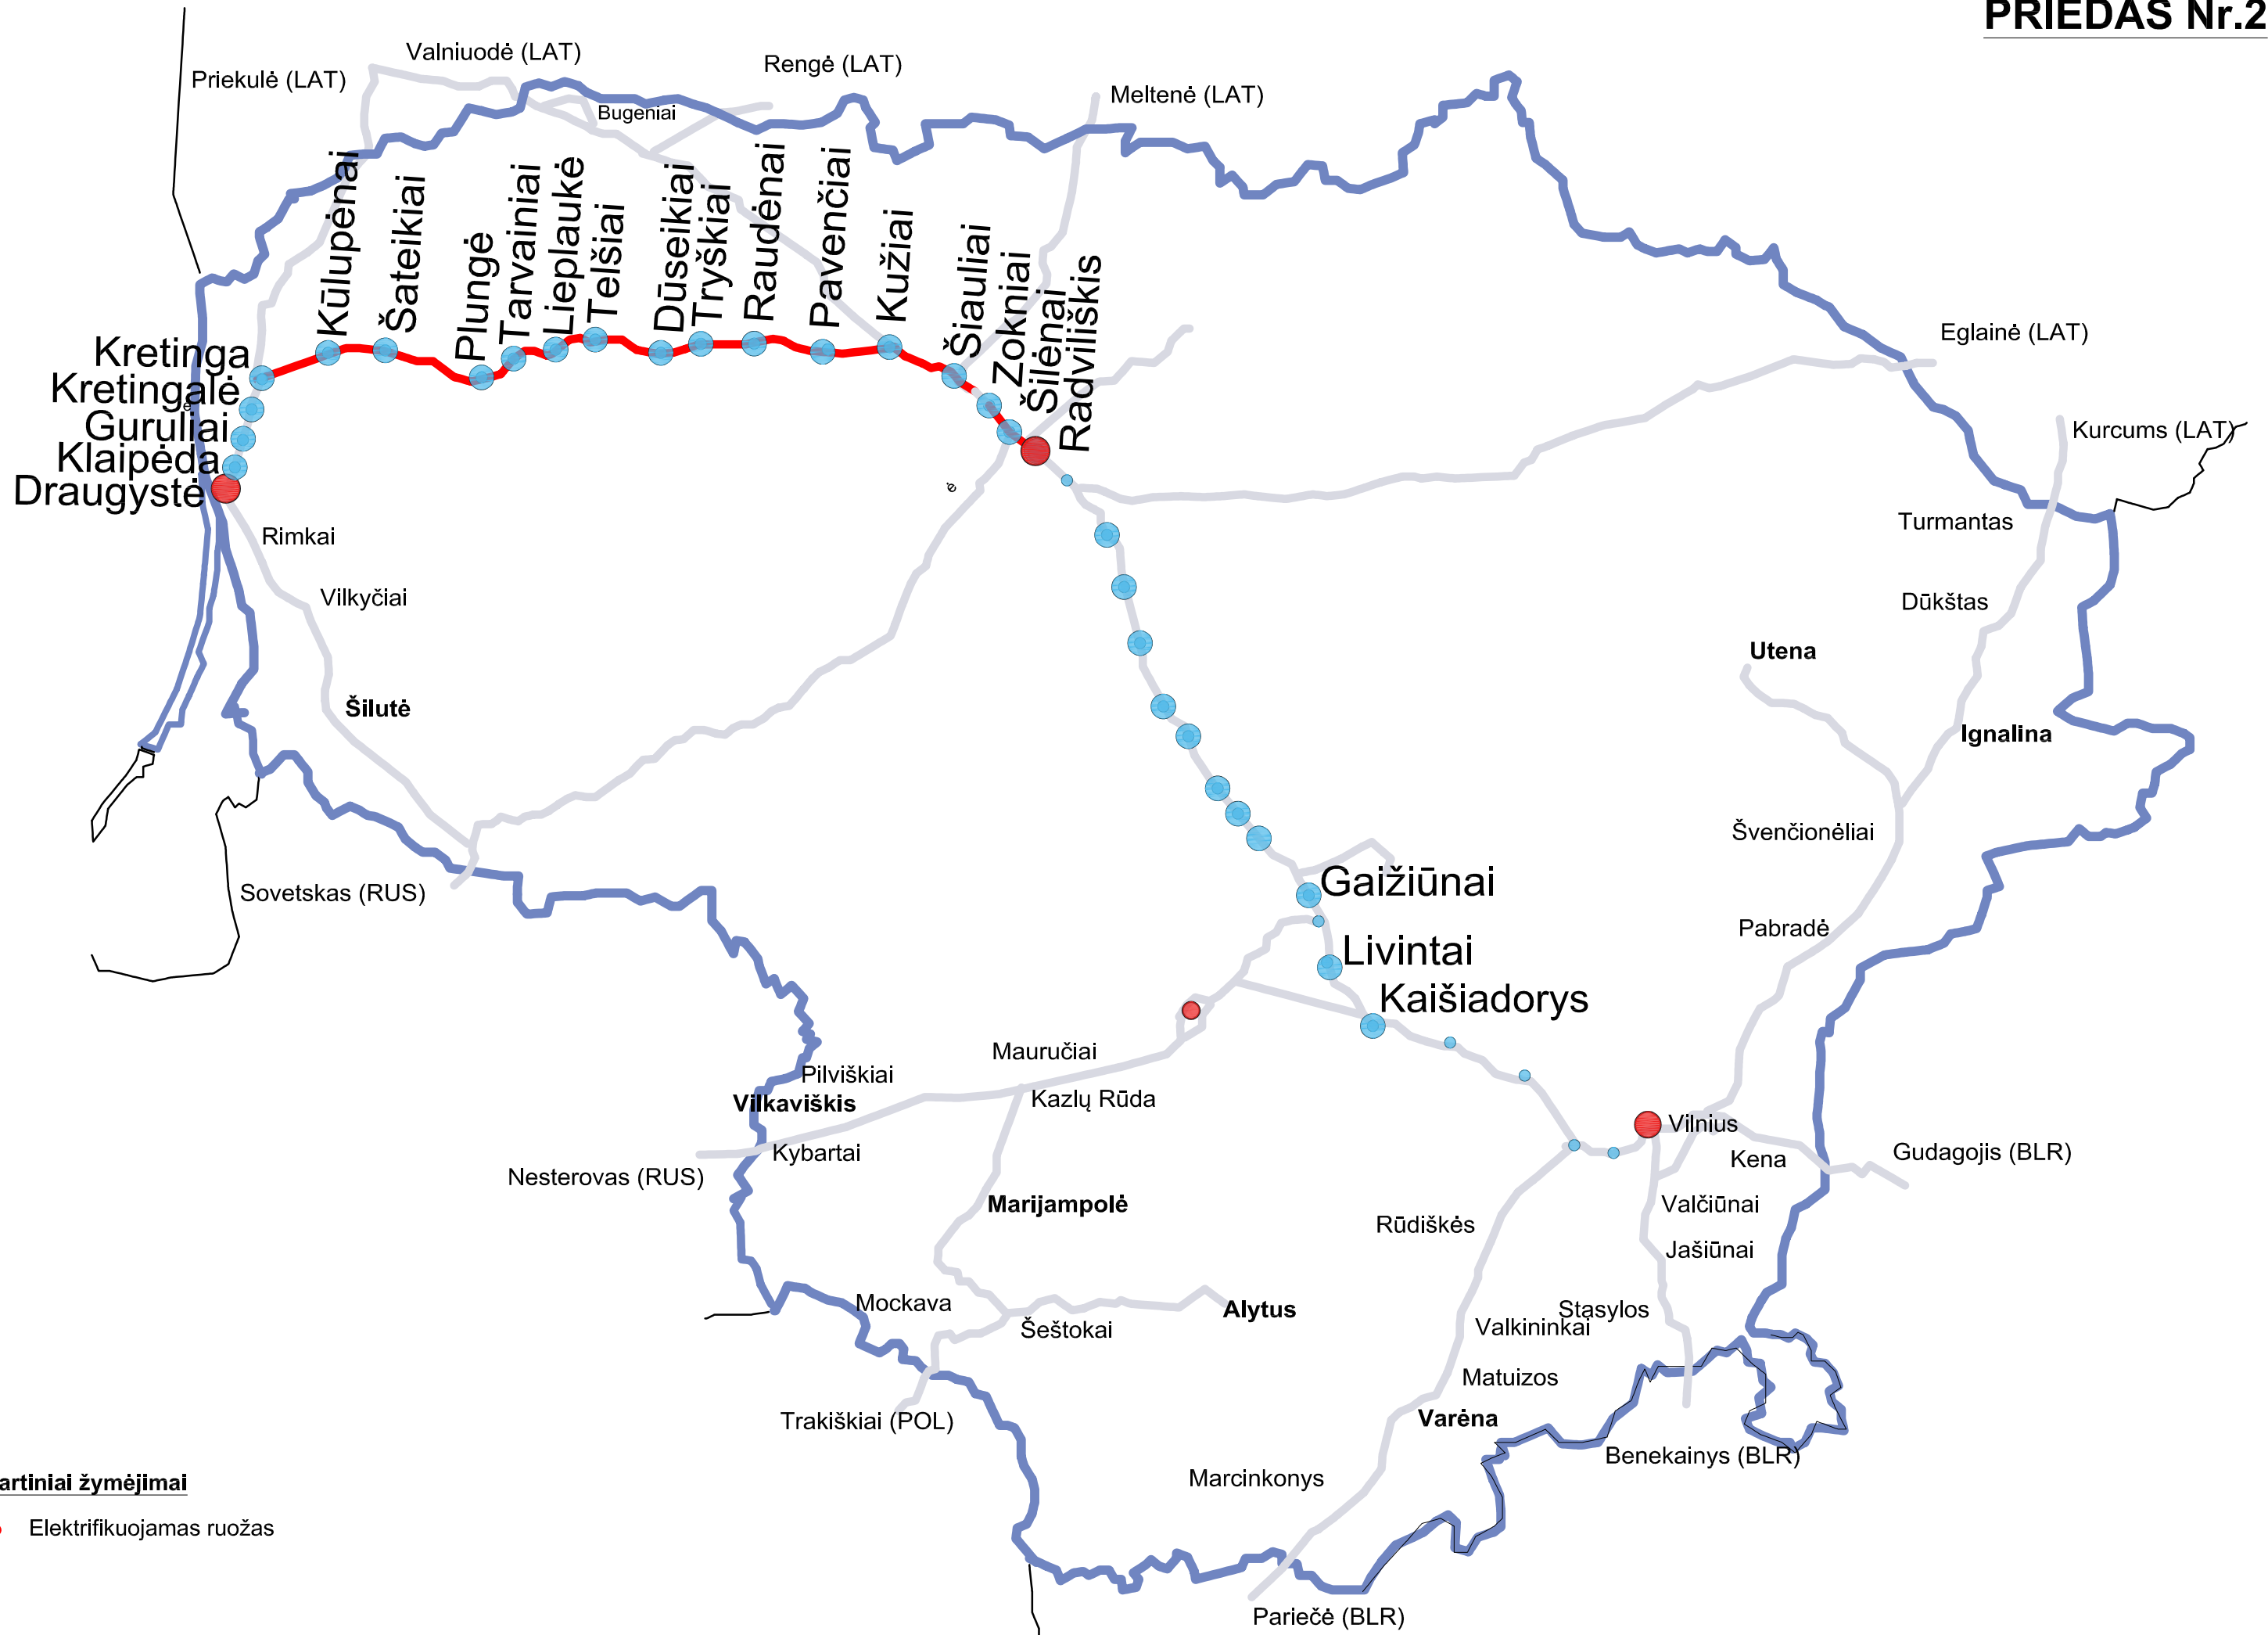 PRIEDAS Nr.2
Valniuodė (LAT)
Rengė (LAT)
Priekulė (LAT)
Meltenė (LAT)
Bugeniai
Kūlupėnai
Šateikiai
Plungė
Tarvainiai
Lieplaukė
Telšiai
Dūseikiai
Tryškiai
Raudėnai
Pavenčiai
Kužiai
Šiauliai
Zokniai
Šilėnai
Radviliškis
Eglainė (LAT)
Kretinga
Kretingalė
ė
Guruliai
Klaipėda
Draugystė
ė
Kurcums (LAT)
Rimkai
Turmantas
Vilkyčiai
Dūkštas
Utena
Šilutė
Ignalina
Švenčionėliai
Sovetskas (RUS)
Gaižiūnai
Pabradė
Livintai
Kaišiadorys
Mauručiai
Pilviškiai
Vilkaviškis
Kazlų Rūda
Vilnius
Kybartai
Kena
Gudagojis (BLR)
Nesterovas (RUS)
Marijampolė
Valčiūnai
Rūdiškės
Jašiūnai
Mockava
Alytus
Stasylos
Šeštokai
Valkininkai
Matuizos
Trakiškiai (POL)
Varėna
Benekainys (BLR)
Marcinkonys
artiniai žymėjimai
Elektrifikuojamas ruožas
Pariečė (BLR)